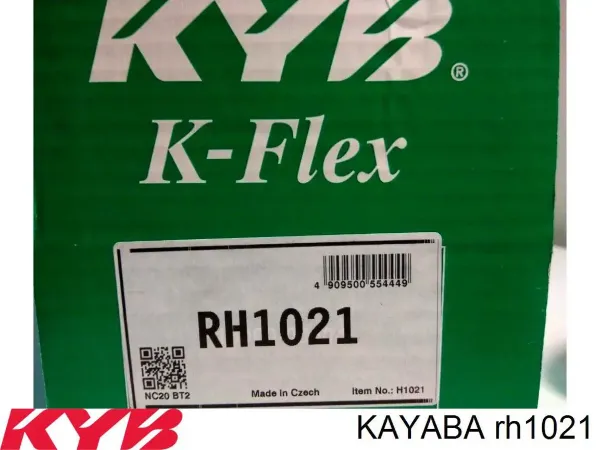 KYB®
K-Flex
4 909500 554449
RH1021
NC20 BT2 Made in Czech Item No.: H1021
KYB KAYABA rh1021